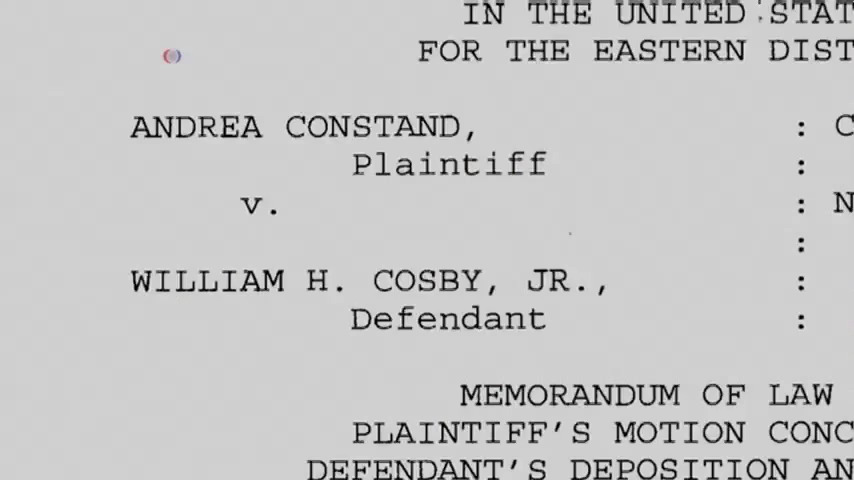 IN THE UNITED STAT
FOR THE EASTERN DIST
ANDREA CONSTAND, : C
Plaintiff :
v. : N
:
WILLIAM H. COSBY, JR., :
Defendant :
MEMORANDUM OF LAW
PLAINTIFF'S MOTION CONC
DEFENDANT'S DEPOSITION AN